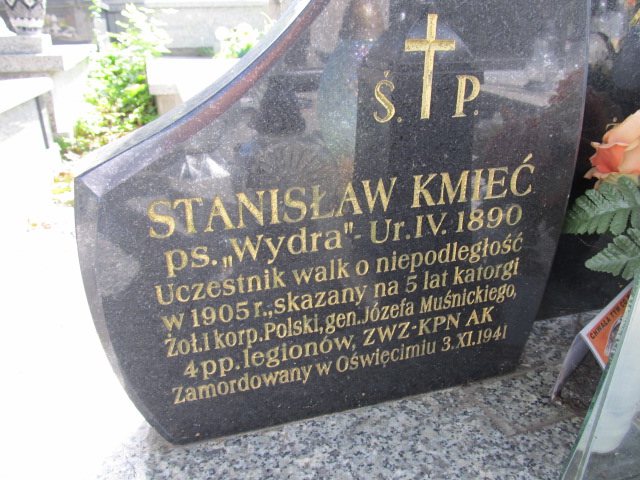 Ś. P.
STANISŁAW KMIEĆ
ps. „Wydra"- Ur. IV. 1890
Uczestnik walk o niepodległość
w 1905 r., skazany na 5 lat katorgi
Żoł. I korp. Polski, gen. Józefa Muśnickiego,
4 pp. legionów, ZWZ-KPN AK
Zamordowany w Oświęcimiu 3.XI.1941